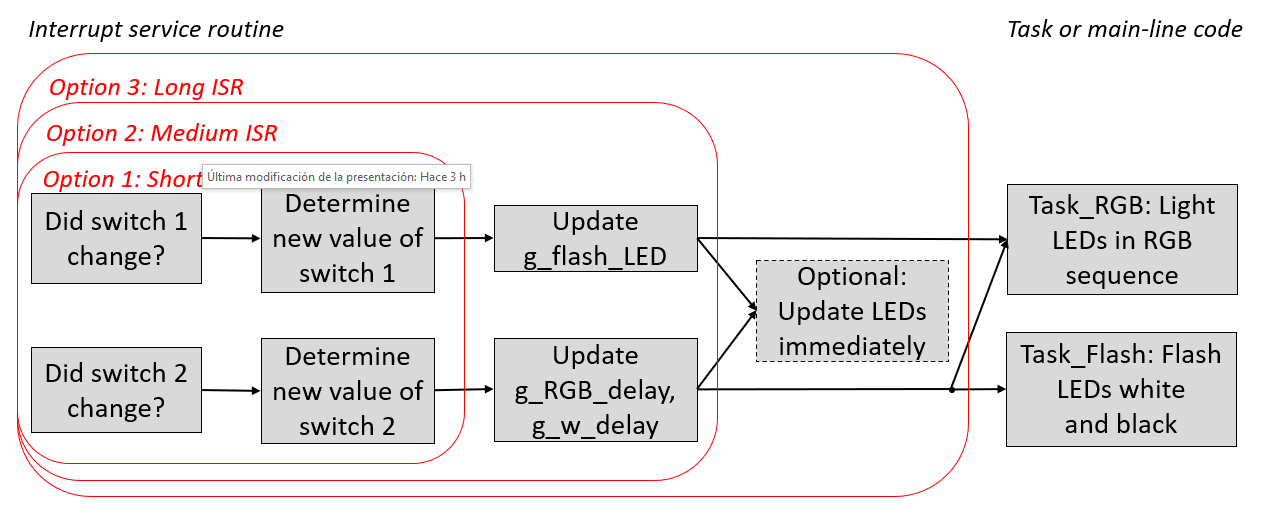 Interrupt service routine
Task or main-line code
Option 3: Long ISR
Option 2: Medium ISR
Option 1: Short
Última modificación de la presentación: Hace 3 h
Did switch 1
change?
Determine
new value of
switch 1
Update
g_flash_LED
Optional:
Update LEDs
immediately
Task_RGB: Light
LEDs in RGB
sequence
Did switch 2
change?
Determine
new value of
switch 2
Update
g_RGB_delay,
g_w_delay
Task_Flash: Flash
LEDs white
and black